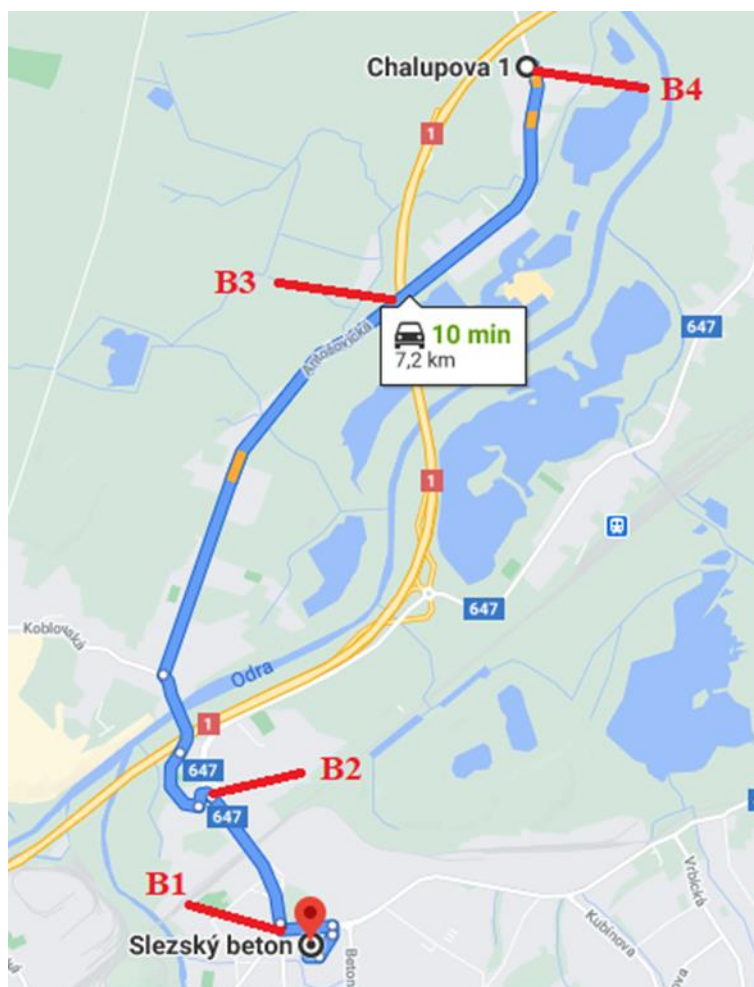 Chalupova 1
B4
1
B3
647
Antošovická
10 min
7,2 km
1
647
Koblovská
Odra
1
647
B2
647
B1
Vrbická
Kubínova
Slezský beton
Beton